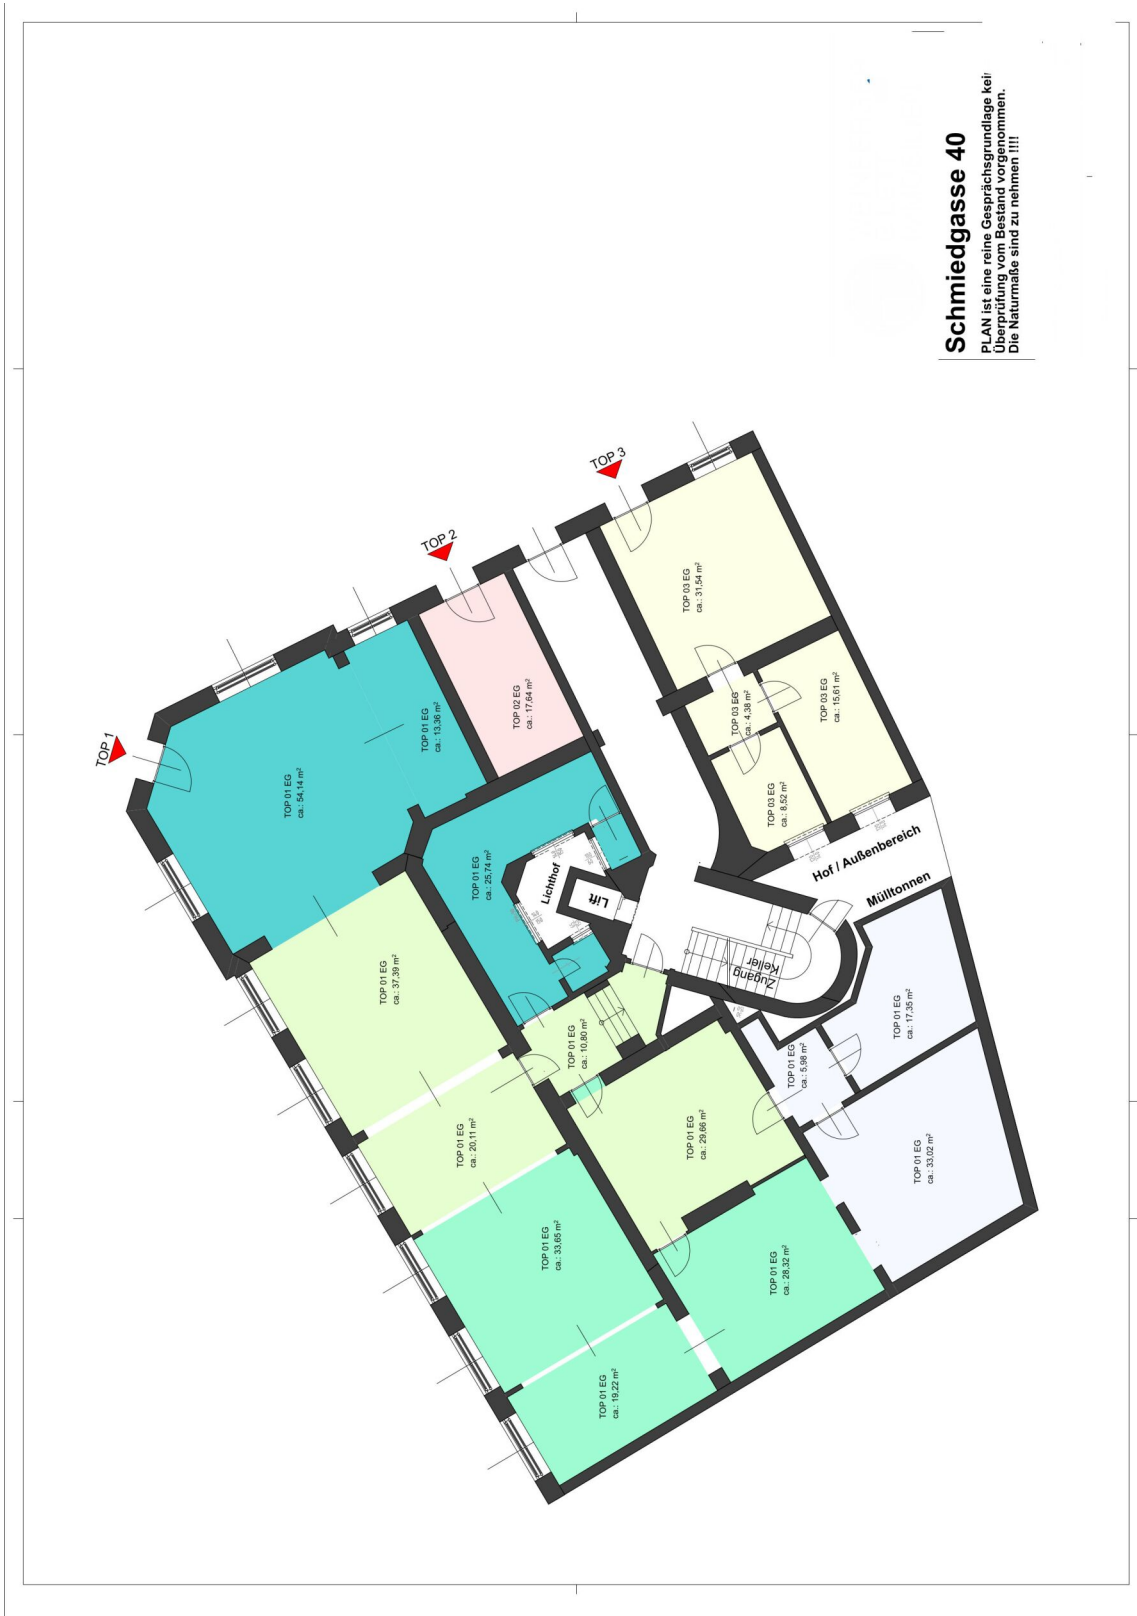 Schmiedgasse 40
PLAN ist eine reine Gesprächsgrundlage kei
Überprüfung vom Bestand vorgenommen.
Die Naturmaße sind zu nehmen !!!!
TOP 1
TOP 2
TOP 3
TOP 01 EG
ca.: 54,14 m²
TOP 01 EG
ca.: 13,36 m²
TOP 02 EG
ca.: 17,64 m²
TOP 03 EG
ca.: 31,54 m²
TOP 03 EG
ca.: 4,38 m²
TOP 03 EG
ca.: 15,61 m²
TOP 03 EG
ca.: 8,52 m²
TOP 01 EG
ca.: 25,74 m²
Lichthof
Lift
Hof / Außenbereich
Mülltonnen
Zugang
Keller
TOP 01 EG
ca.: 37,39 m²
TOP 01 EG
ca.: 10,80 m²
TOP 01 EG
ca.: 20,11 m²
TOP 01 EG
ca.: 29,66 m²
TOP 01 EG
ca.: 5,98 m²
TOP 01 EG
ca.: 17,35 m²
TOP 01 EG
ca.: 33,02 m²
TOP 01 EG
ca.: 33,65 m²
TOP 01 EG
ca.: 28,32 m²
TOP 01 EG
ca.: 19,22 m²